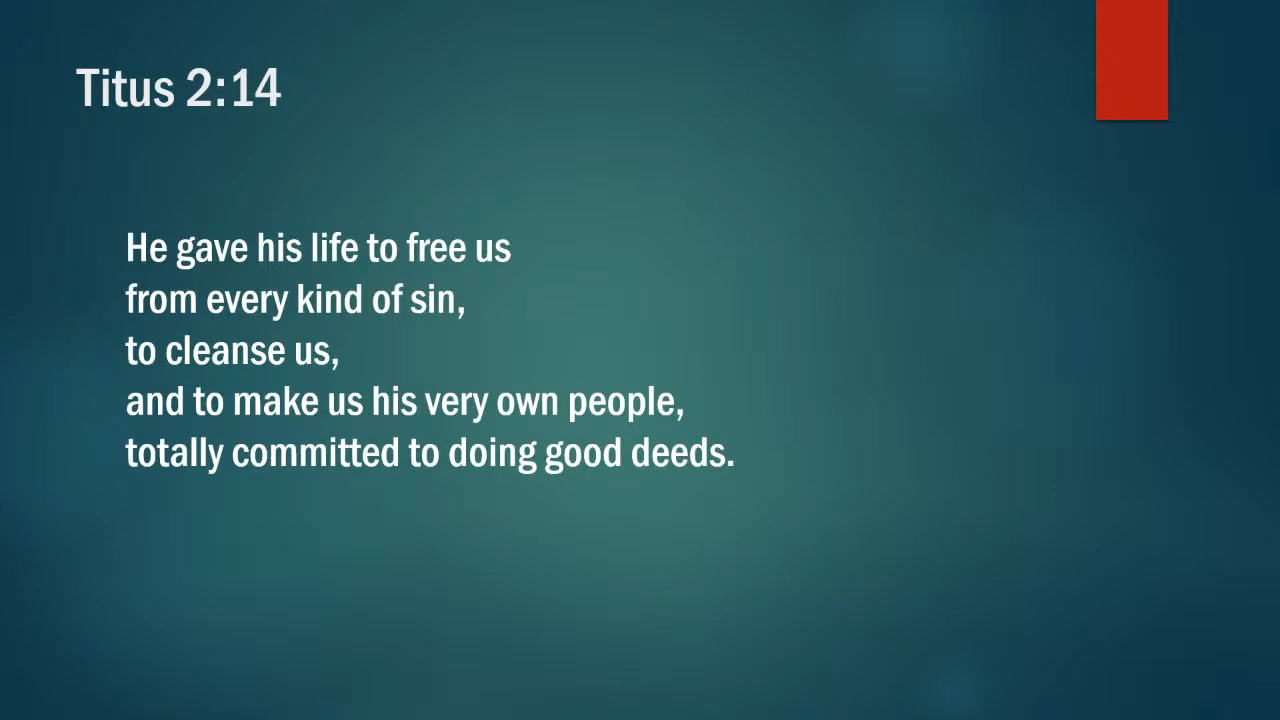 Titus 2:14
He gave his life to free us
from every kind of sin,
to cleanse us,
and to make us his very own people,
totally committed to doing good deeds.